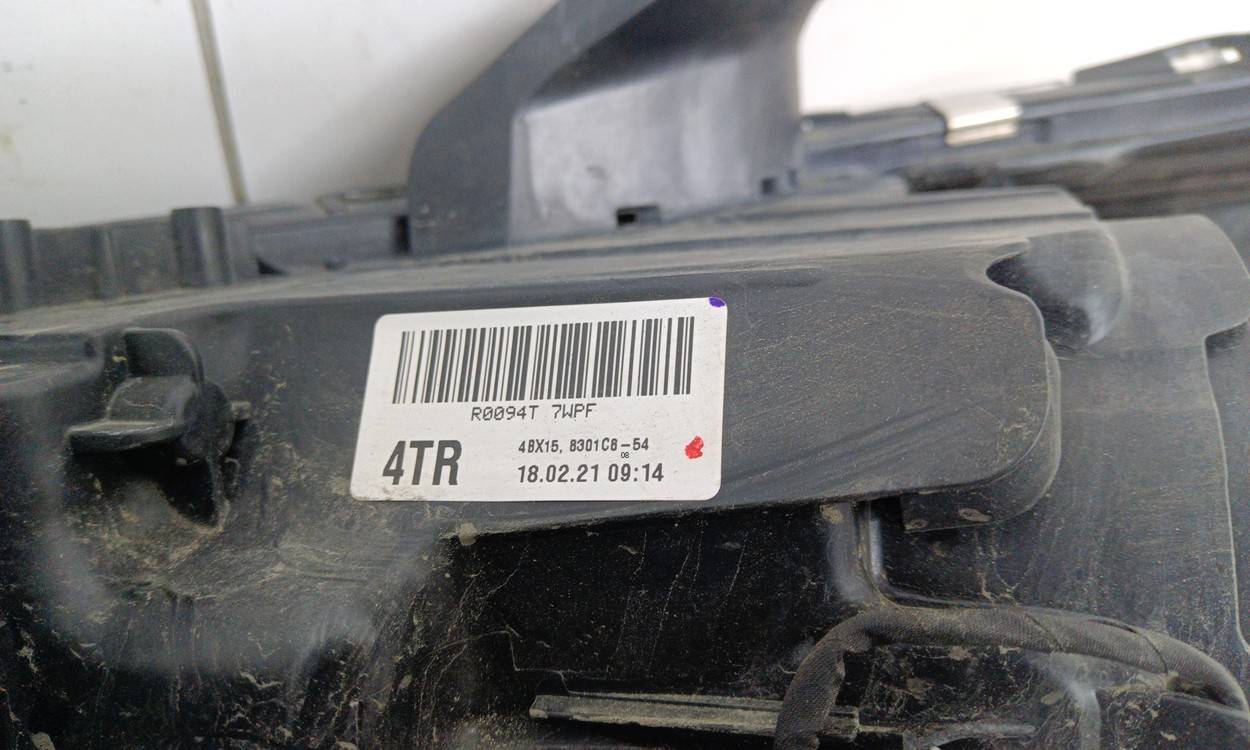 R0094T 7WPF
4TR
4BX15, 8301C8-54
08
18.02.21 09:14